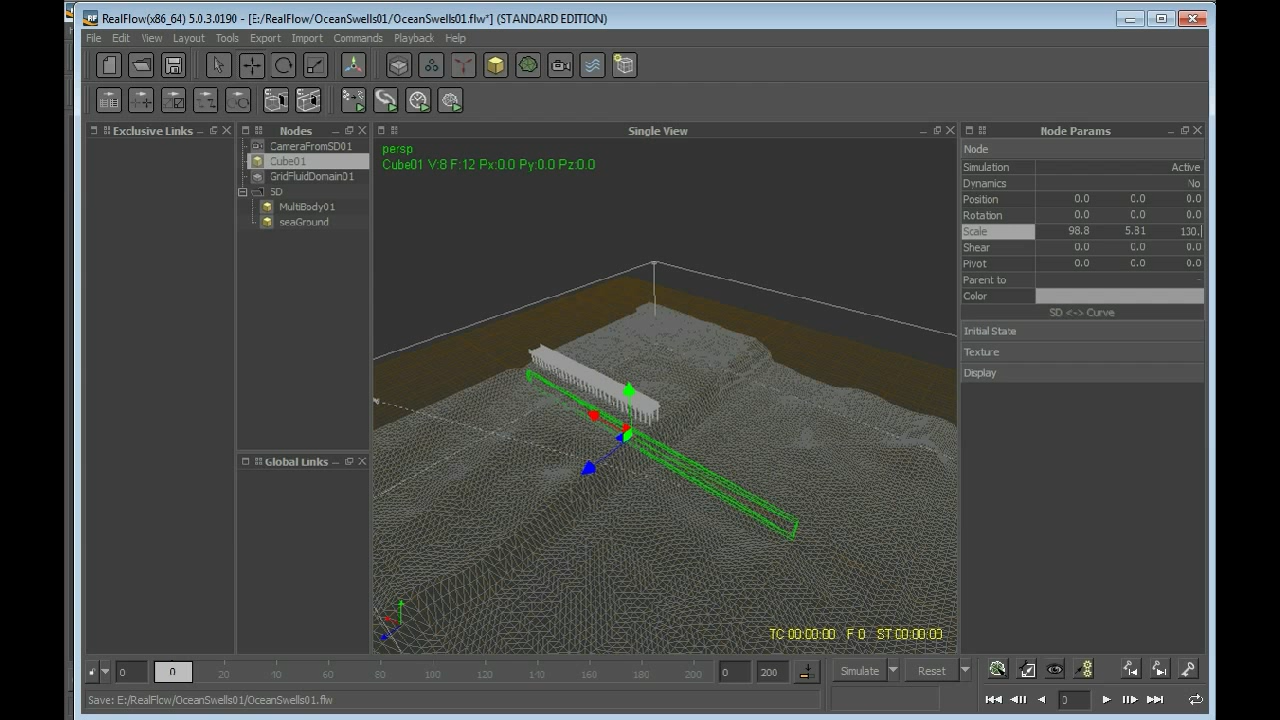 RealFlow(x86_64) 5.0.3.0190 - [E:/RealFlow/OceanSwells01/OceanSwells01.flw*] (STANDARD EDITION)
File Edit View Layout Tools Export Import Commands Playback Help
Exclusive Links
Nodes
Single View
Node Params
CameraFromSD01
Cube01
GridFluidDomain01
SD
MultiBody01
seaGround
Global Links
persp
Cube01 V:8 F:12 Px:0.0 Py:0.0 Pz:0.0
TC 00:00:00 F 0 ST 00:00:00
Node
Simulation Active
Dynamics No
Position 0.0 0.0 0.0
Rotation 0.0 0.0 0.0
Scale 98.8 5.81 130.
Shear 0.0 0.0 0.0
Pivot 0.0 0.0 0.0
Parent to -
Color
SD <-> Curve
Initial State
Texture
Display
0 0 20 40 60 80 100 120 140 160 180 200 0 200 Simulate Reset
Save: E:/RealFlow/OceanSwells01/OceanSwells01.flw
0